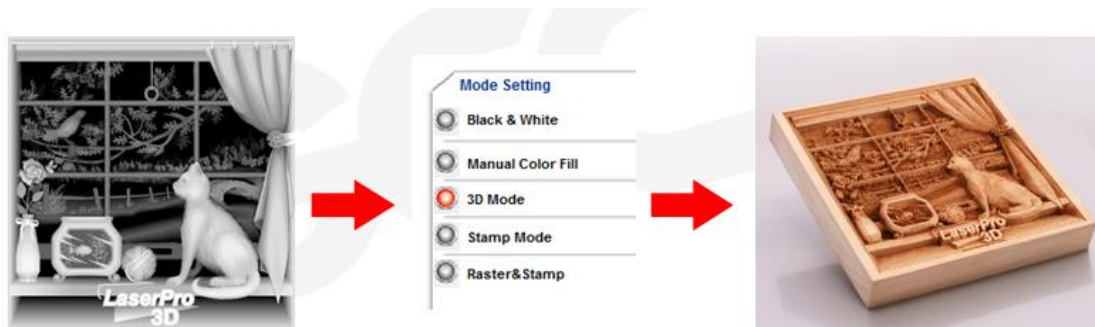 LaserPro
3D
Mode Setting
Black & White
Manual Color Fill
3D Mode
Stamp Mode
Raster&Stamp
LaserPro
3D